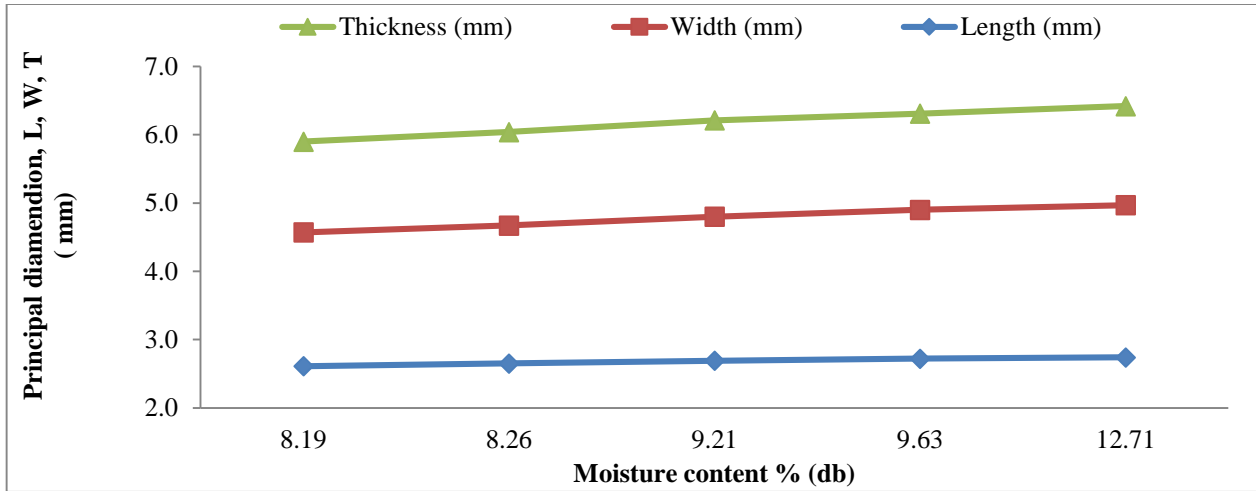 Thickness (mm) Width (mm) Length (mm)
Principal diamendion, L, W, T
( mm)
7.0
6.0
5.0
4.0
3.0
2.0
8.19 8.26 9.21 9.63 12.71
Moisture content % (db)